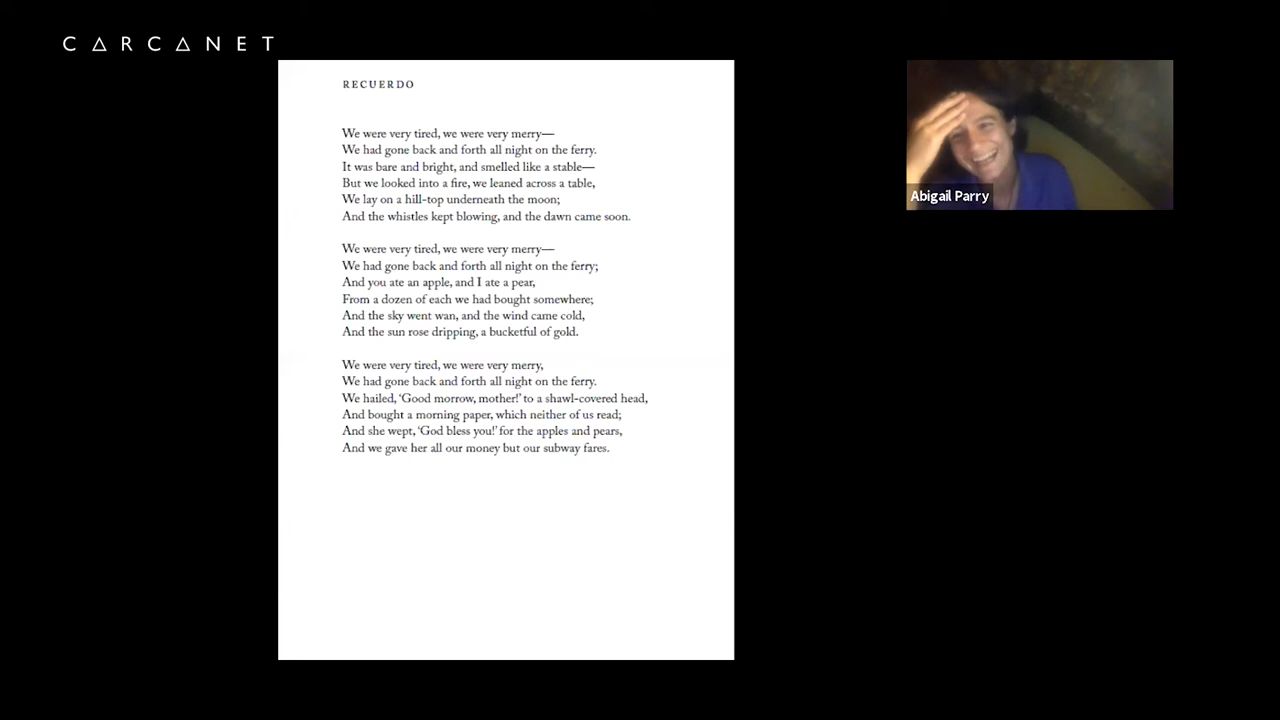 CARCANET
RECUERDO
We were very tired, we were very merry—
We had gone back and forth all night on the ferry.
It was bare and bright, and smelled like a stable—
But we looked into a fire, we leaned across a table,
We lay on a hill-top underneath the moon;
And the whistles kept blowing, and the dawn came soon.
We were very tired, we were very merry—
We had gone back and forth all night on the ferry;
And you ate an apple, and I ate a pear,
From a dozen of each we had bought somewhere;
And the sky went wan, and the wind came cold,
And the sun rose dripping, a bucketful of gold.
We were very tired, we were very merry,
We had gone back and forth all night on the ferry.
We hailed, ‘Good morrow, mother!’ to a shawl-covered head,
And bought a morning paper, which neither of us read;
And she wept, ‘God bless you!’ for the apples and pears,
And we gave her all our money but our subway fares.
Abigail Parry